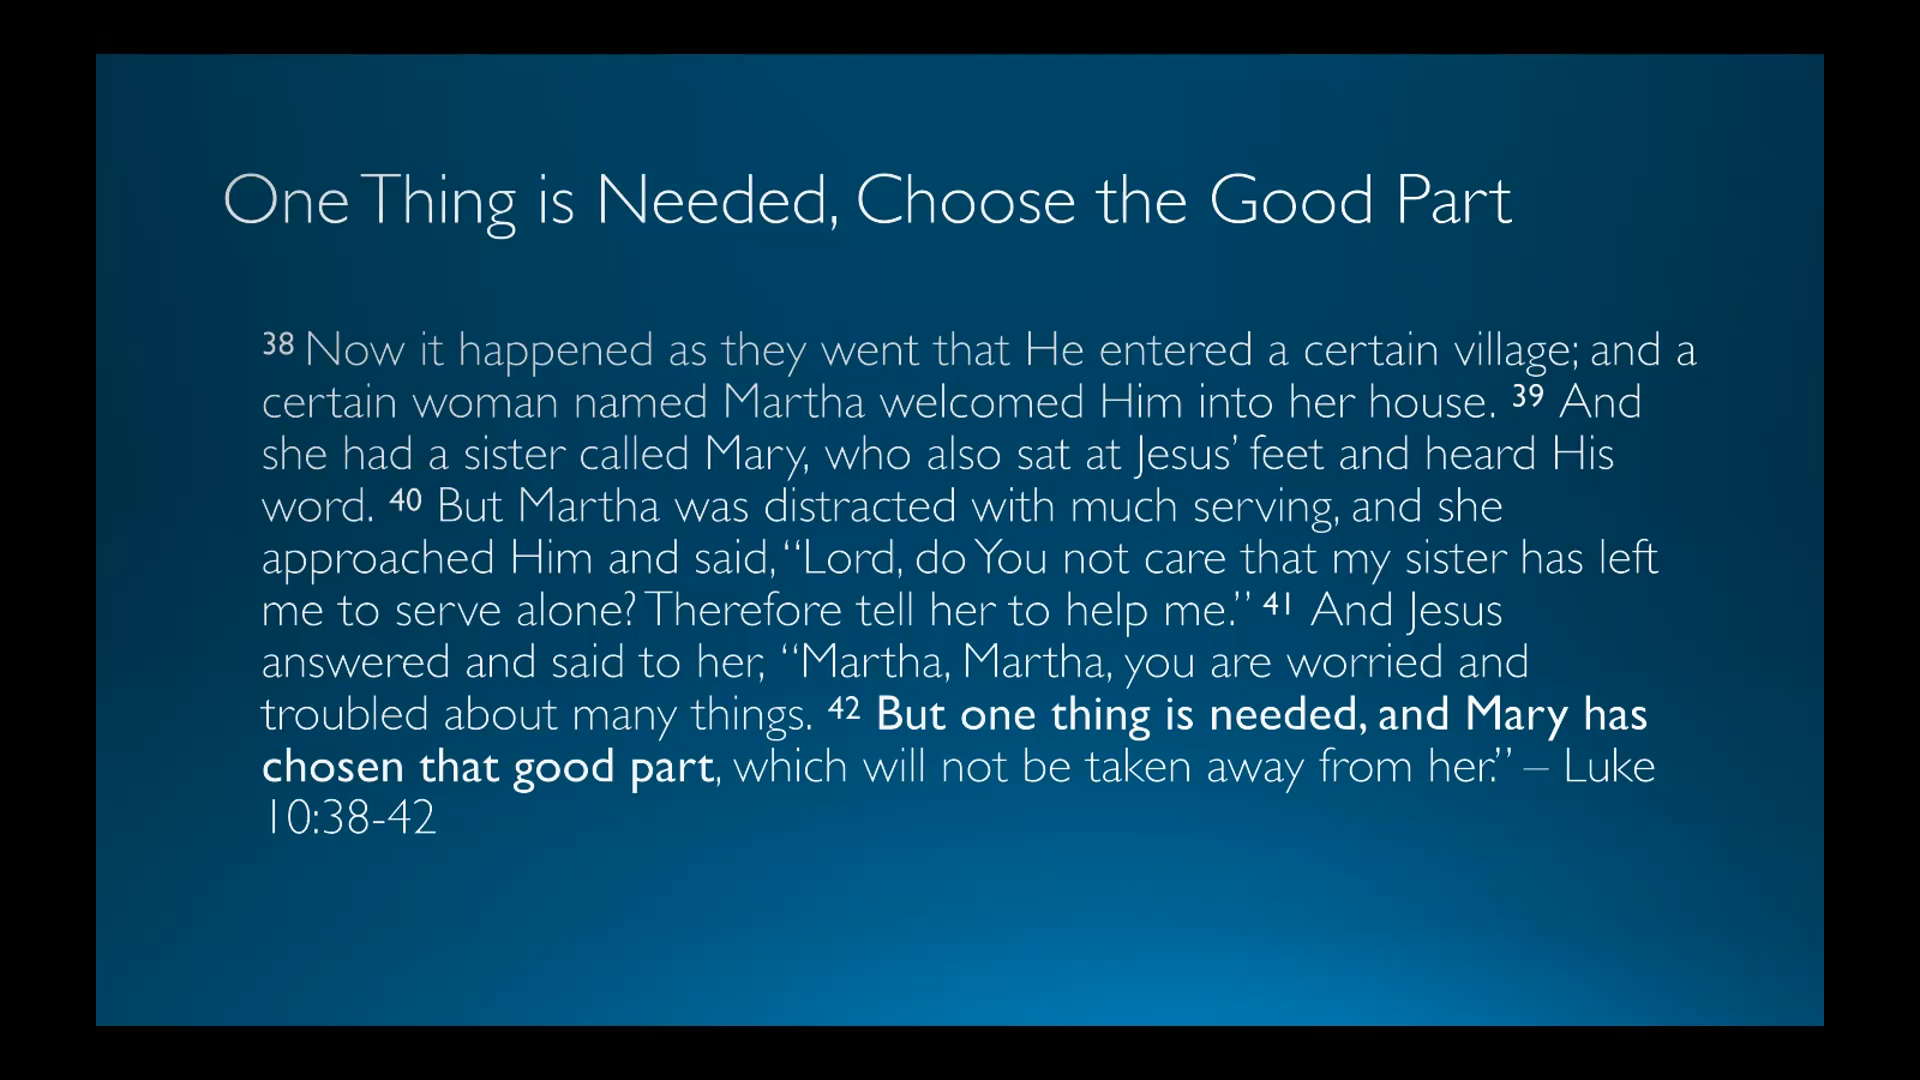 One Thing is Needed, Choose the Good Part
38 Now it happened as they went that He entered a certain village; and a
certain woman named Martha welcomed Him into her house. 39 And
she had a sister called Mary, who also sat at Jesus’ feet and heard His
word. 40 But Martha was distracted with much serving, and she
approached Him and said, “Lord, do You not care that my sister has left
me to serve alone? Therefore tell her to help me.” 41 And Jesus
answered and said to her, “Martha, Martha, you are worried and
troubled about many things. 42 But one thing is needed, and Mary has
chosen that good part, which will not be taken away from her.” – Luke
10:38-42